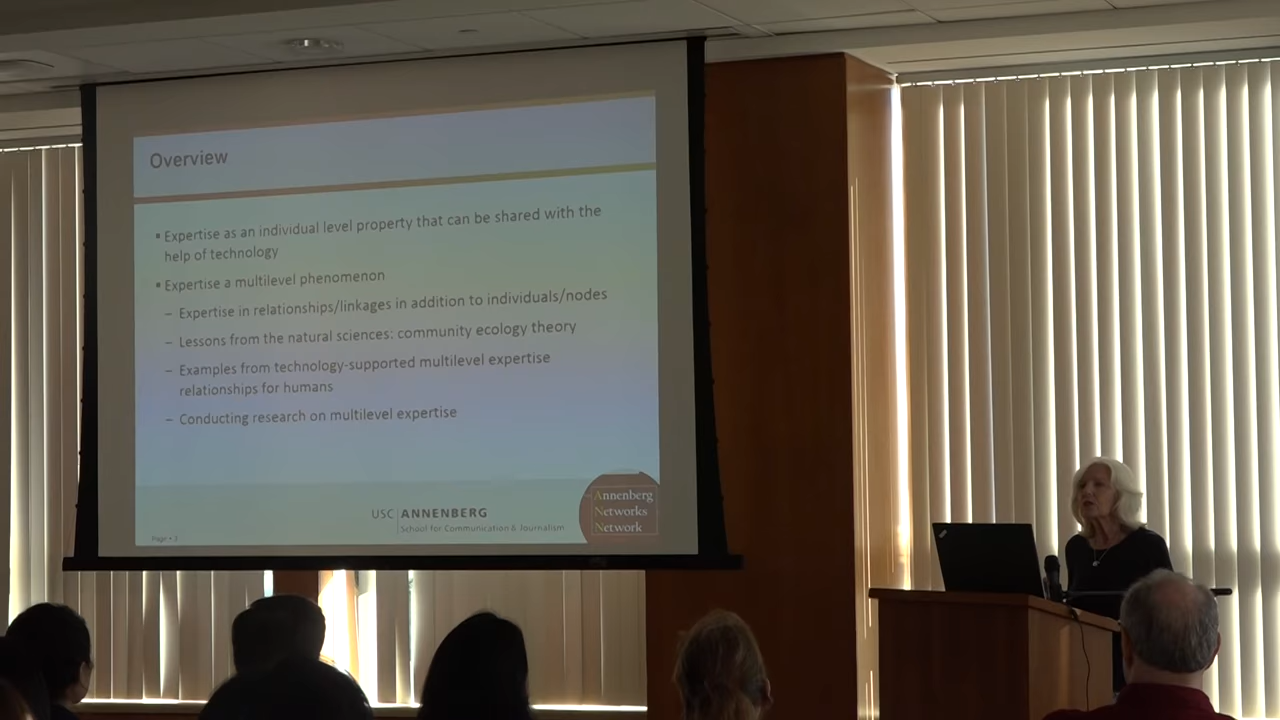 Overview
▪ Expertise as an individual level property that can be shared with the
help of technology
▪ Expertise a multilevel phenomenon
– Expertise in relationships/linkages in addition to individuals/nodes
– Lessons from the natural sciences: community ecology theory
– Examples from technology-supported multilevel expertise
relationships for humans
– Conducting research on multilevel expertise
USC ANNENBERG
School for Communication & Journalism
Annenberg
Networks
Network